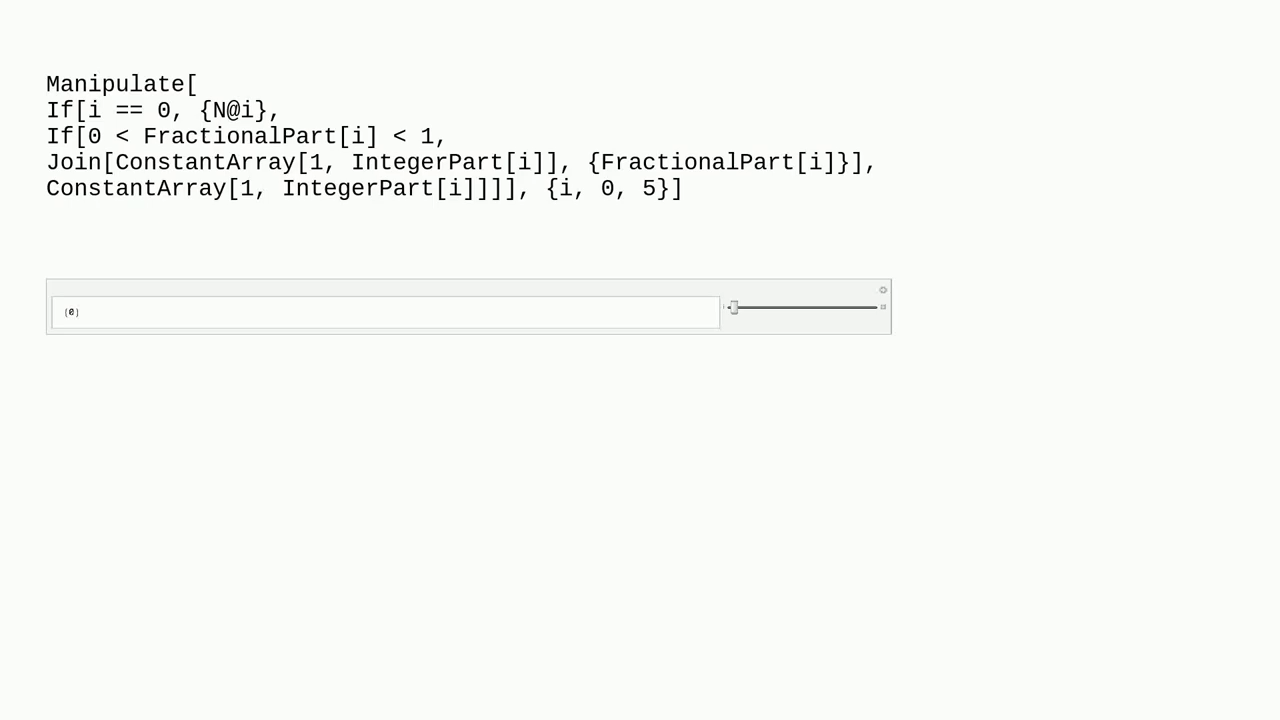 Manipulate[
If[i == 0, {N@i},
If[0 < FractionalPart[i] < 1,
Join[ConstantArray[1, IntegerPart[i]], {FractionalPart[i]}],
ConstantArray[1, IntegerPart[i]]]], {i, 0, 5}]
{0}